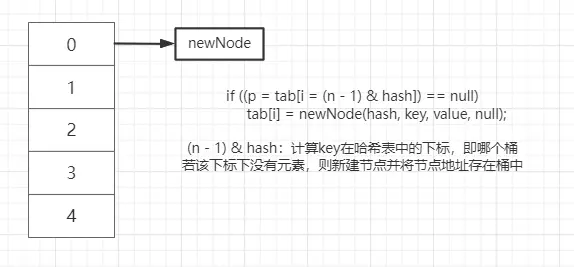 0
newNode
1
2
3
4
if ((p = tab[i = (n - 1) & hash]) == null)
tab[i] = newNode(hash, key, value, null);
(n - 1) & hash：计算key在哈希表中的下标，即哪个桶
若该下标下没有元素，则新建节点并将节点地址存在桶中